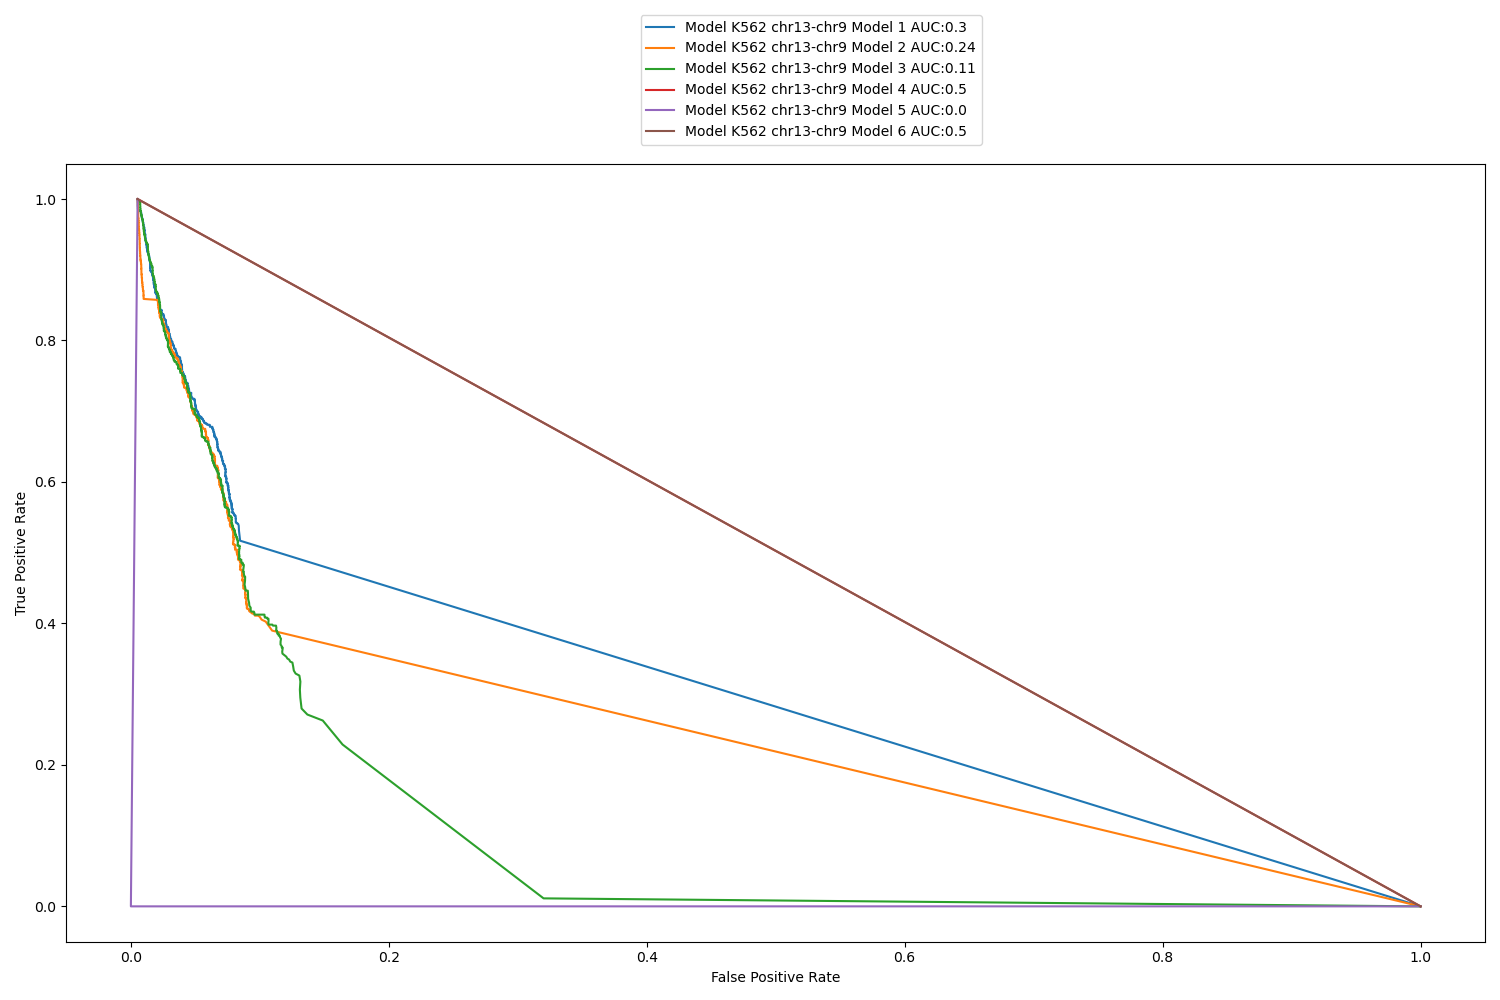 Model K562 chr13-chr9 Model 1 AUC:0.3
Model K562 chr13-chr9 Model 2 AUC:0.24
Model K562 chr13-chr9 Model 3 AUC:0.11
Model K562 chr13-chr9 Model 4 AUC:0.5
Model K562 chr13-chr9 Model 5 AUC:0.0
Model K562 chr13-chr9 Model 6 AUC:0.5
1.0
0.8
0.6
0.4
0.2
0.0
True Positive Rate
0.0 0.2 0.4 0.6 0.8 1.0
False Positive Rate